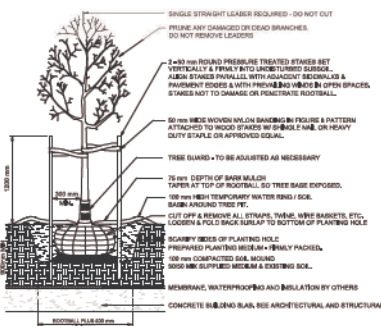 SINGLE STRAIGHT LEADER REQUIRED - DO NOT CUT
PRUNE ANY DAMAGED OR DEAD BRANCHES.
DO NOT REMOVE LEADERS
2-50 mm ROUND PRESSURE TREATED STAKES SET
VERTICALLY & FIRMLY INTO UNDISTURBED SUBSOIL.
ALIGN STAKES PARALLEL WITH ADJACENT SIDEWALKS &
PAVEMENT EDGES & WITH PREVAILING WINDS IN OPEN SPACES.
STAKES NOT TO DAMAGE OR PENETRATE ROOTBALL.
50 mm WIDE WOVEN NYLON BANDING IN FIGURE 8 PATTERN
ATTACHED TO WOOD STAKES W/ SHINGLE NAIL OR HEAVY
DUTY STAPLE OR APPROVED EQUAL.
TREE GUARD - TO BE ADJUSTED AS NECESSARY
1200 mm
350 mm
MIN.
75 mm DEPTH OF BARK MULCH
TAPER AT TOP OF ROOTBALL SO TREE BASE EXPOSED.
100 mm HIGH TEMPORARY WATER RING / SOIL
BASIN AROUND TREE PIT.
CUT OFF & REMOVE ALL STRAPS, TWINE, WIRE BASKETS, ETC.
LOOSEN & FOLD BACK BURLAP TO BOTTOM OF PLANTING HOLE
SCARIFY SIDES OF PLANTING HOLE
PREPARED PLANTING MEDIUM - FIRMLY PACKED.
100 mm COMPACTED SOIL MOUND
50/50 MIX SUPPLIED MEDIUM & EXISTING SOIL.
MEMBRANE, WATERPROOFING AND INSULATION BY OTHERS
CONCRETE BUILDING SLAB. SEE ARCHITECTURAL AND STRUCTURAL
ROOTBALL PLUS 600 mm